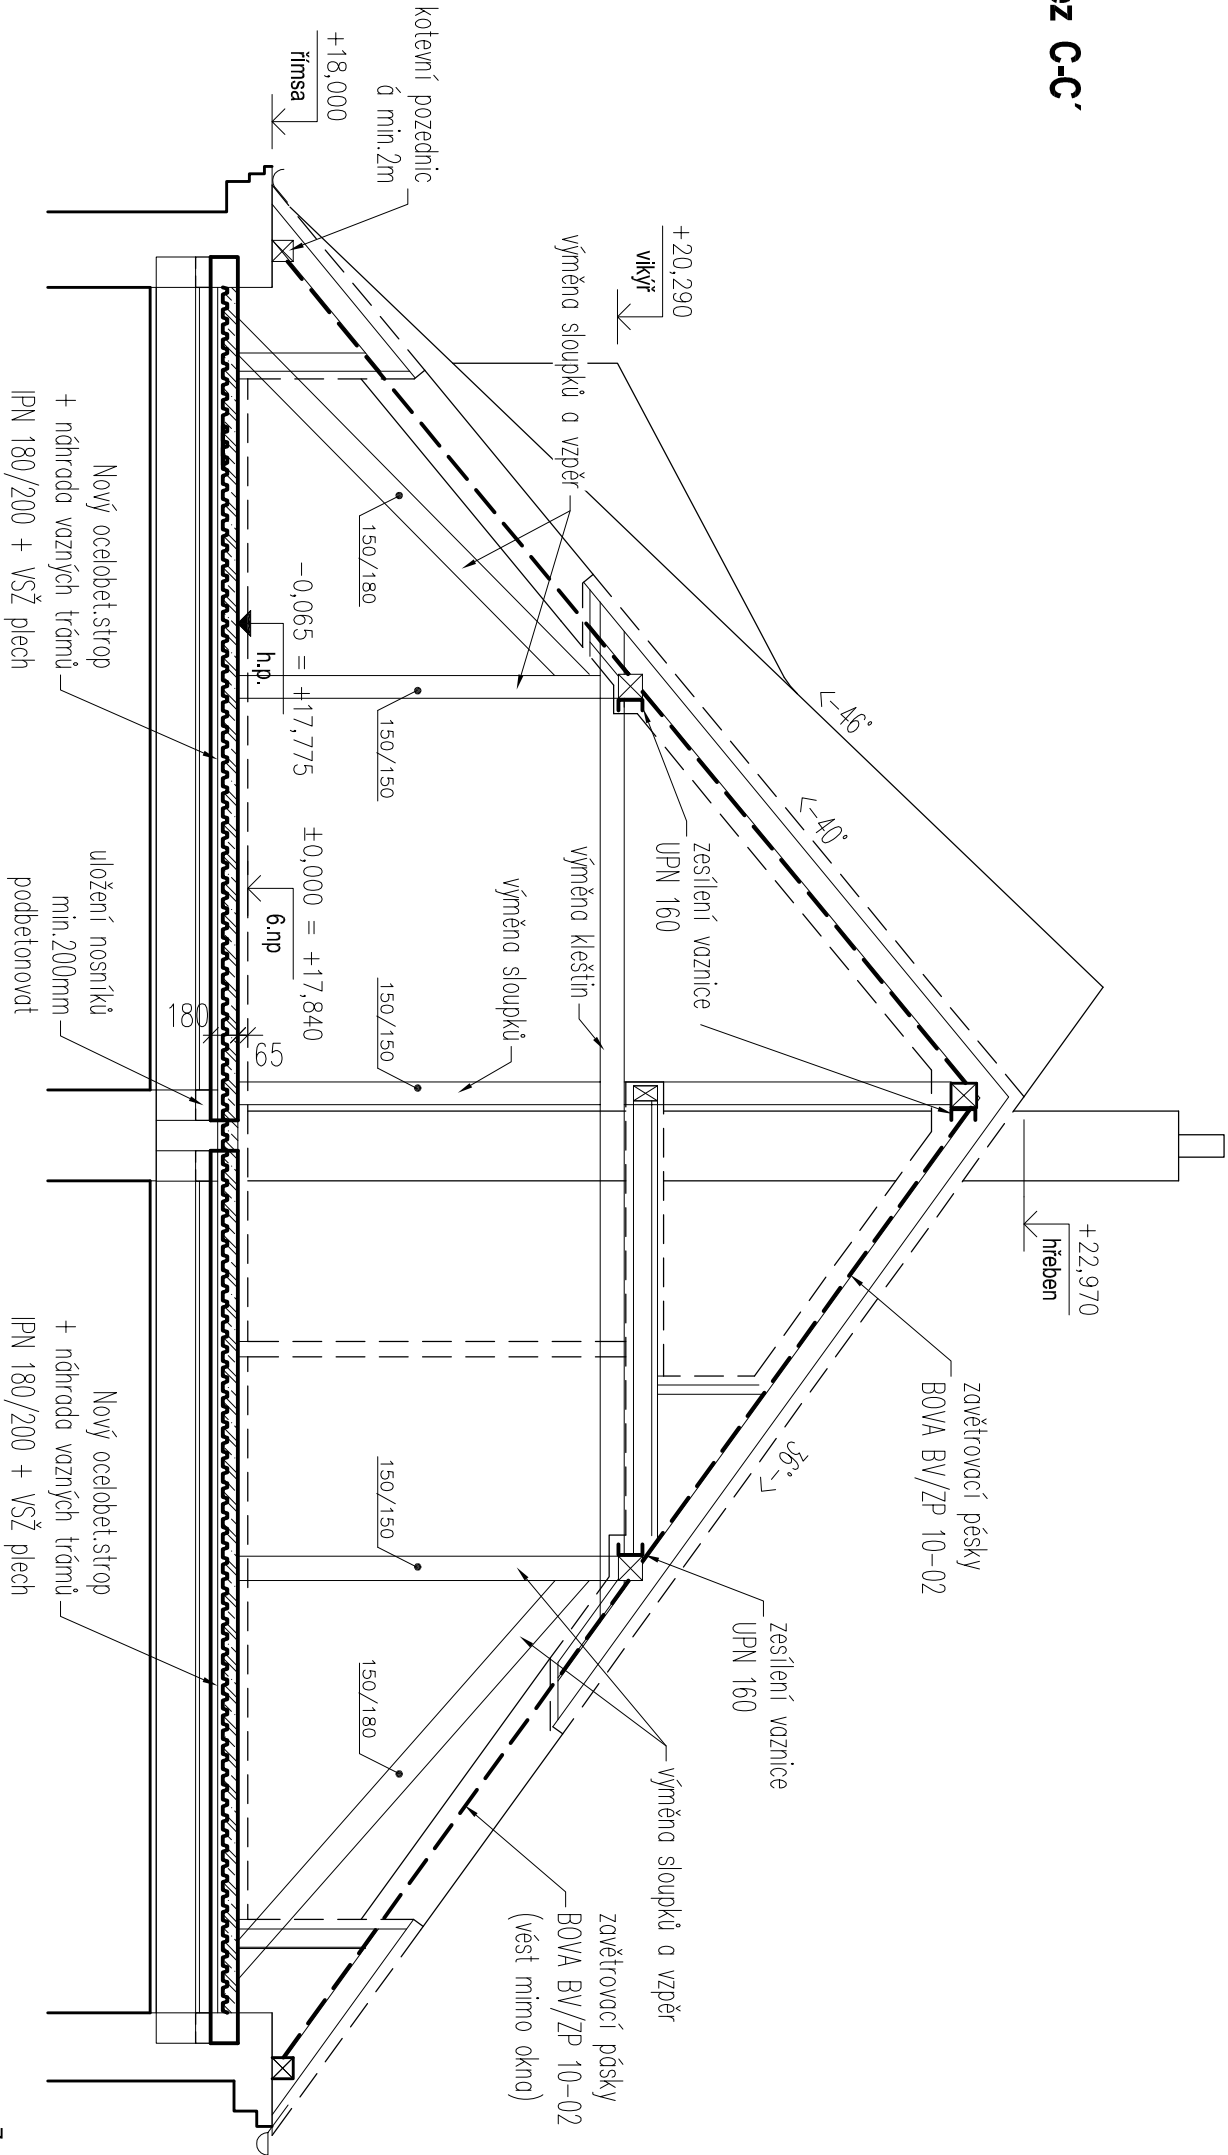 ez C-C´
kotevní pozednic
á min.2m
+18,000
římsa
+20,290
vikýř
výměna sloupků a vzpěr
150/180
-0,065 = +17,775
h.p.
150/150
Nový ocelobet.strop
+ náhrada vazných trámů
IPN 180/200 + VSŽ plech
<-46°
<-40°
zesílení vaznice
UPN 160
výměna kleštin
výměna sloupků
150/150
±0,000 = +17,840
6.np
180
65
uložení nosníků
min.200mm
podbetonovat
+22,970
hřeben
zavětrovací pésky
BOVA BV/ZP 10-02
36°->
zesílení vaznice
UPN 160
150/150
výměna sloupků a vzpěr
150/180
zavětrovací pásky
BOVA BV/ZP 10-02
(vést mimo okna)
Nový ocelobet.strop
+ náhrada vazných trámů
IPN 180/200 + VSŽ plech